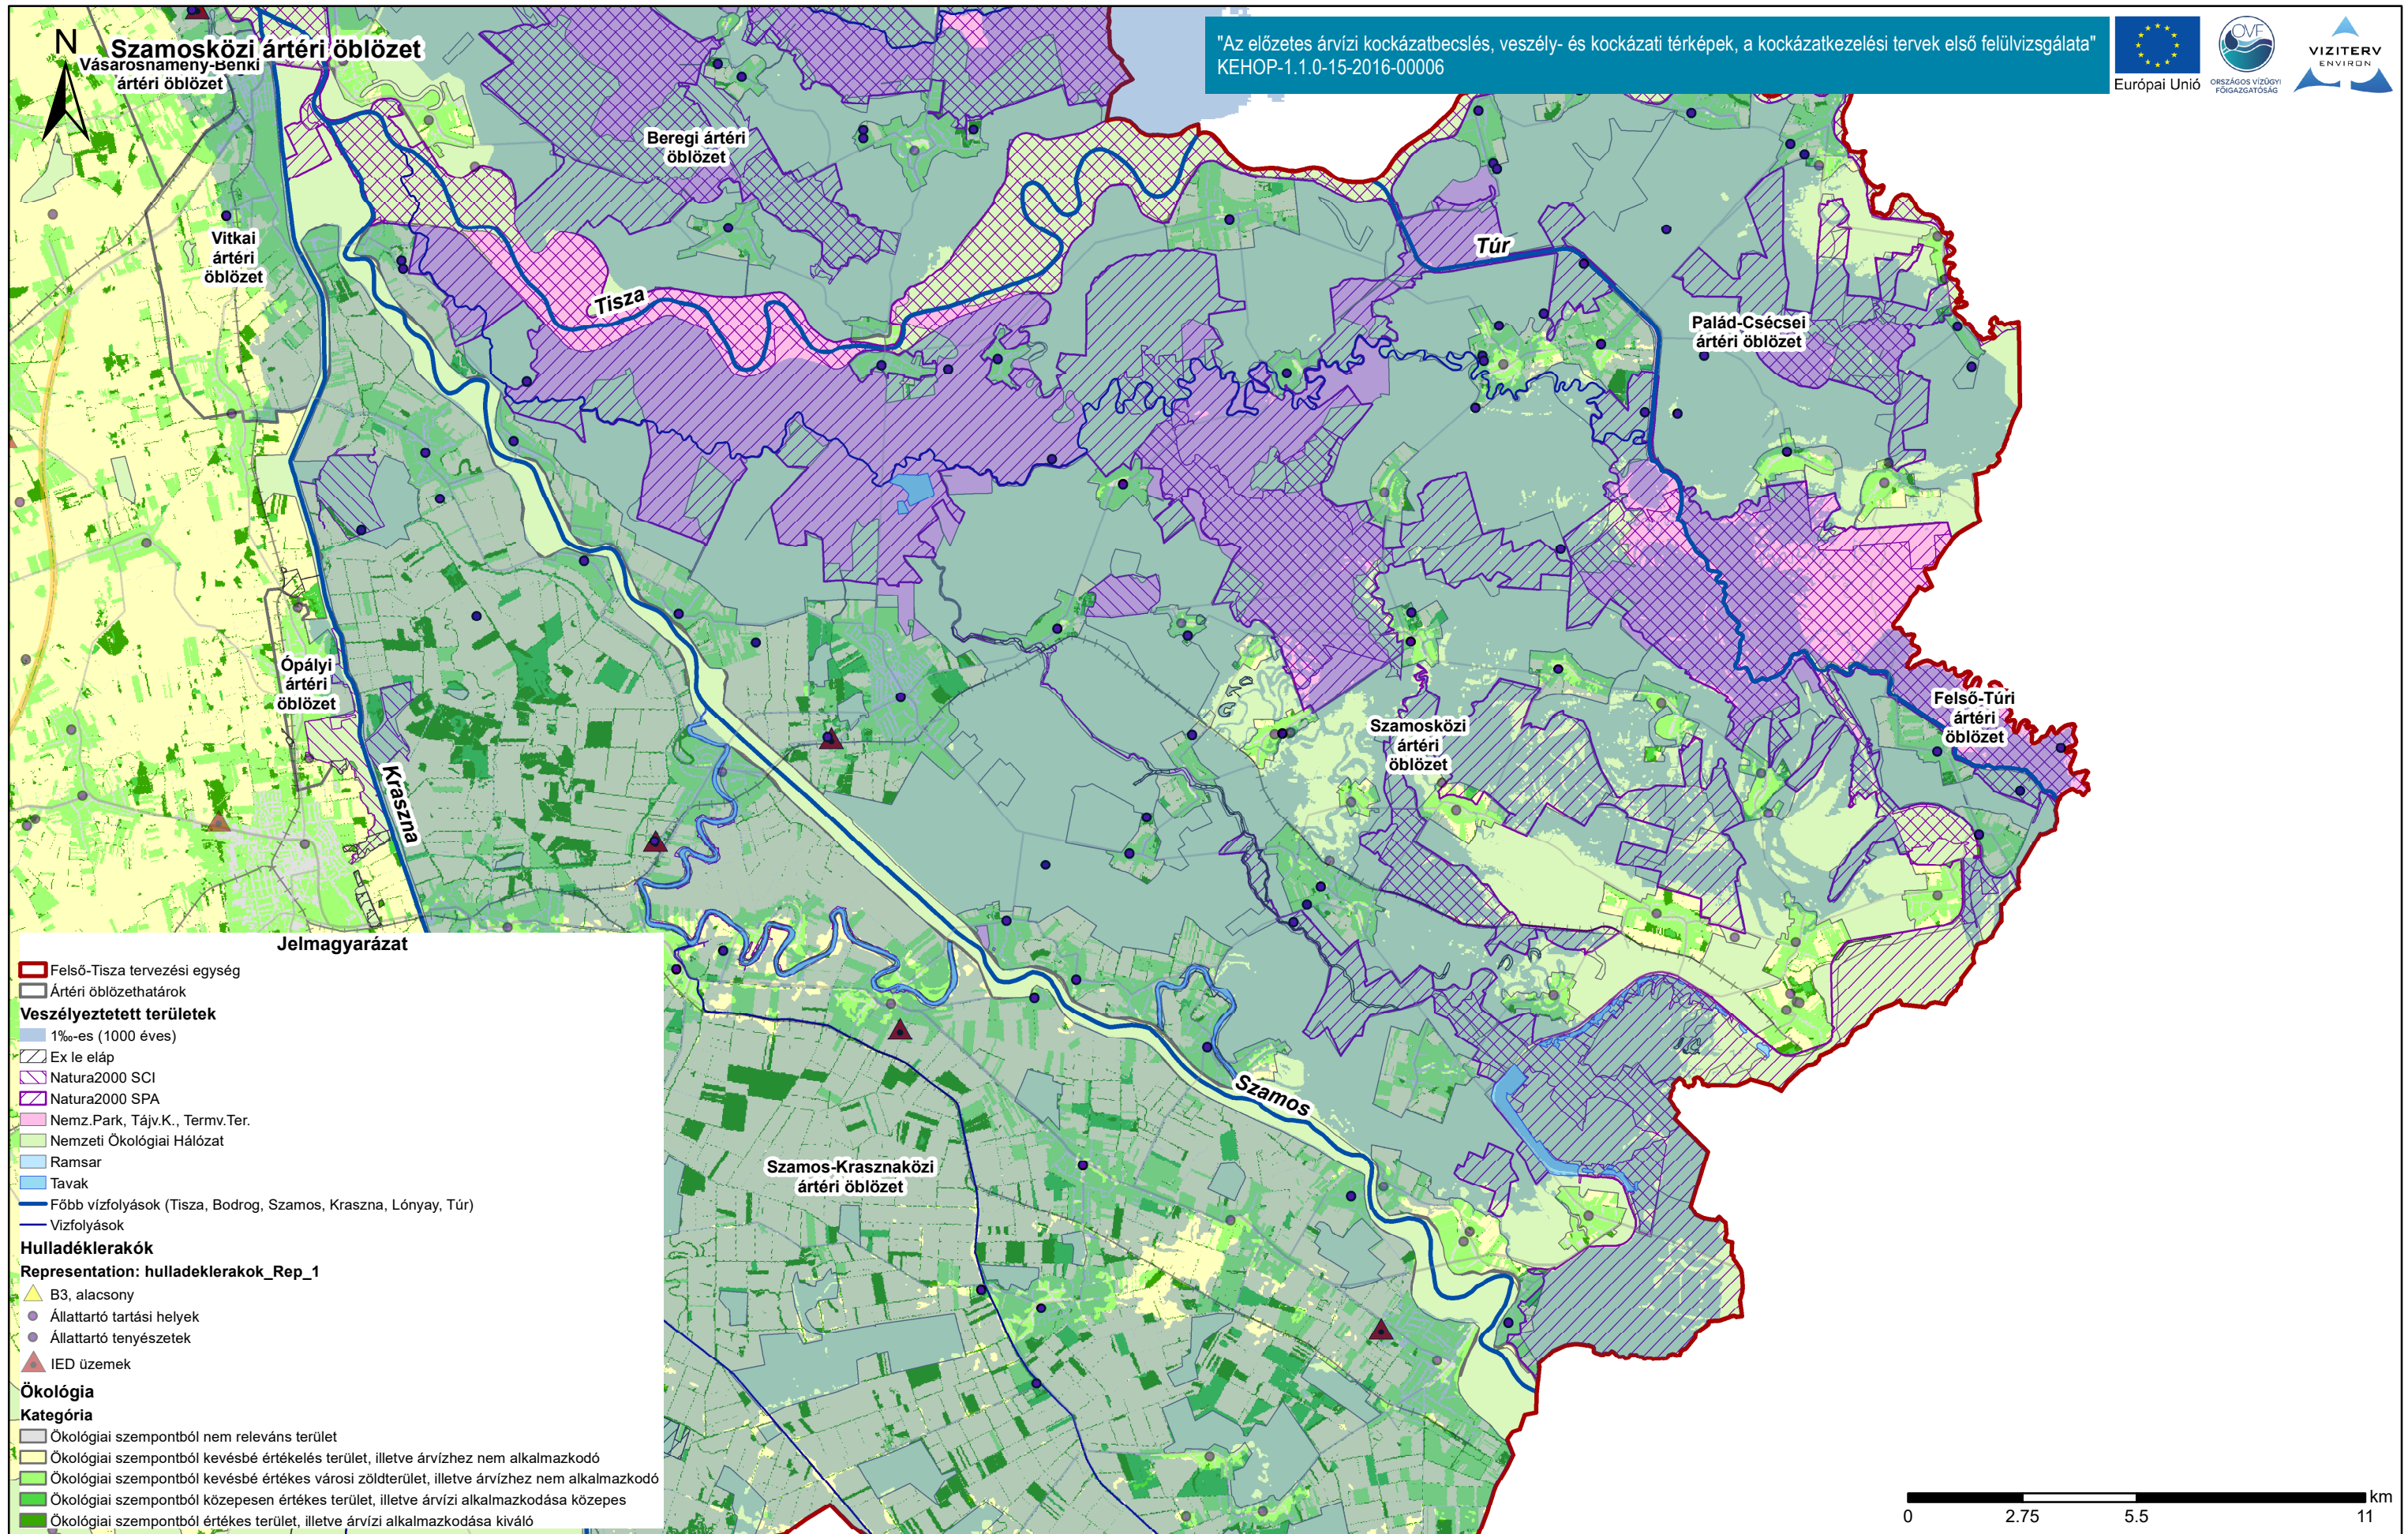 N
Szamosközi ártéri öblözet
Vásárosnamény-Benki
ártéri öblözet
"Az előzetes árvízi kockázatbecslés, veszély- és kockázati térképek, a kockázatkezelési tervek első felülvizsgálata"
KEHOP-1.1.0-15-2016-00006
Európai Unió
OVF
ORSZÁGOS VÍZÜGYI
FŐIGAZGATÓSÁG
VIZITERV
ENVIRON
Beregi ártéri
öblözet
Vitkai
ártéri
öblözet
Túr
Tisza
Palád-Csécsei
ártéri öblözet
Ópályi
ártéri
öblözet
Felső-Túri
ártéri
öblözet
Szamosközi
ártéri
öblözet
Kraszna
Szamos
Szamos-Krasznaközi
ártéri öblözet
Jelmagyarázat
Felső-Tisza tervezési egység
Ártéri öblözethatárok
Veszélyeztetett területek
1‰-es (1000 éves)
Ex le eláp
Natura2000 SCI
Natura2000 SPA
Nemz.Park, Tájv.K., Termv.Ter.
Nemzeti Ökológiai Hálózat
Ramsar
Tavak
Főbb vízfolyások (Tisza, Bodrog, Szamos, Kraszna, Lónyay, Túr)
Vizfolyások
Hulladéklerakók
Representation: hulladeklerakok_Rep_1
B3, alacsony
Állattartó tartási helyek
Állattartó tenyészetek
IED üzemek
Ökológia
Kategória
Ökológiai szempontból nem releváns terület
Ökológiai szempontból kevésbé értékelés terület, illetve árvízhez nem alkalmazkodó
Ökológiai szempontból kevésbé értékes városi zöldterület, illetve árvízhez nem alkalmazkodó
Ökológiai szempontból közepesen értékes terület, illetve árvízi alkalmazkodása közepes
Ökológiai szempontból értékes terület, illetve árvízi alkalmazkodása kiváló
km
0 2.75 5.5 11